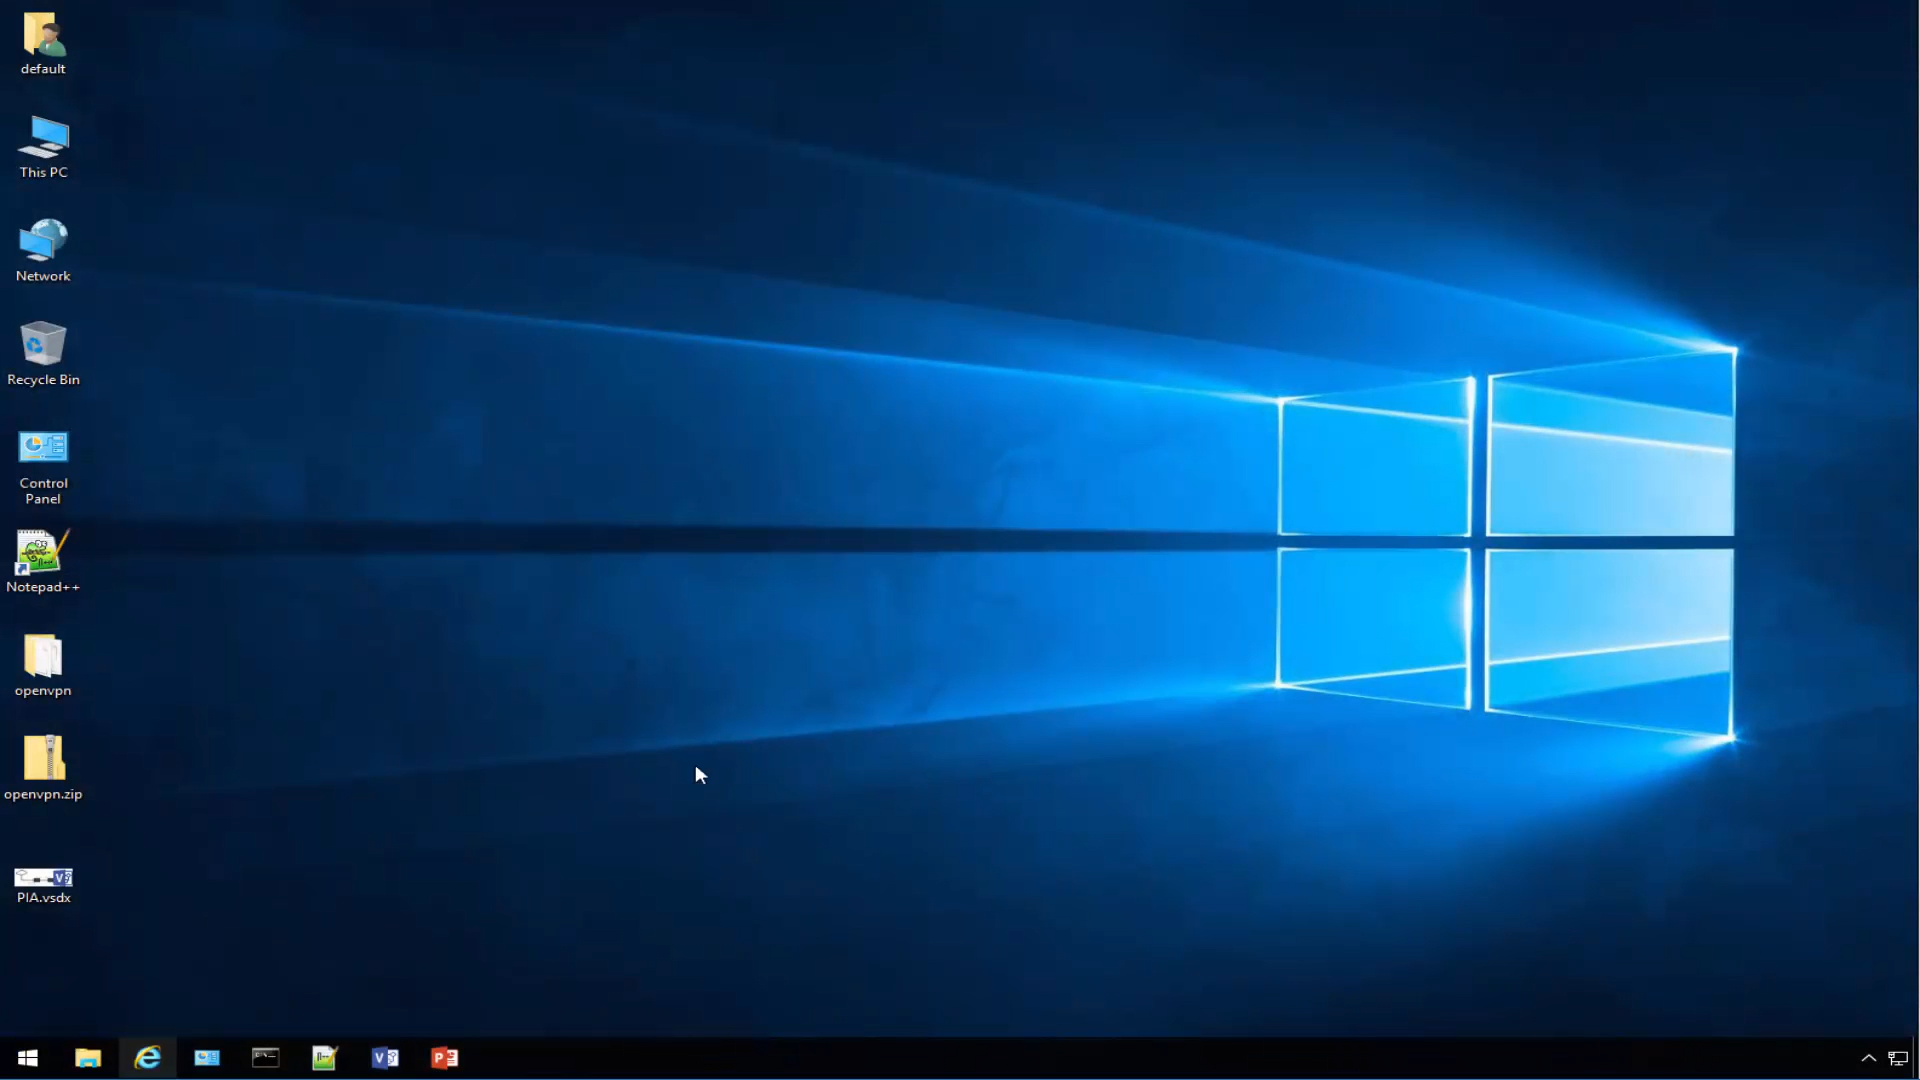 default
This PC
Network
Recycle Bin
Control
Panel
Notepad++
openvpn
openvpn.zip
PIA.vsdx